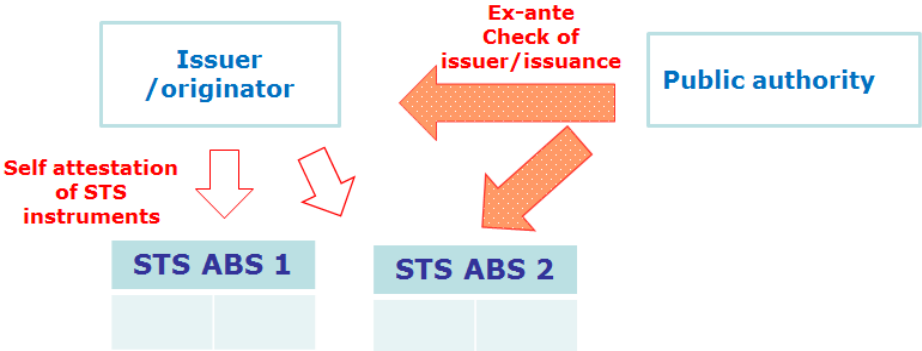 Ex-ante
Check of
issuer/issuance
Issuer
/originator
Public authority
Self attestation
of STS
instruments
STS ABS 1
STS ABS 2